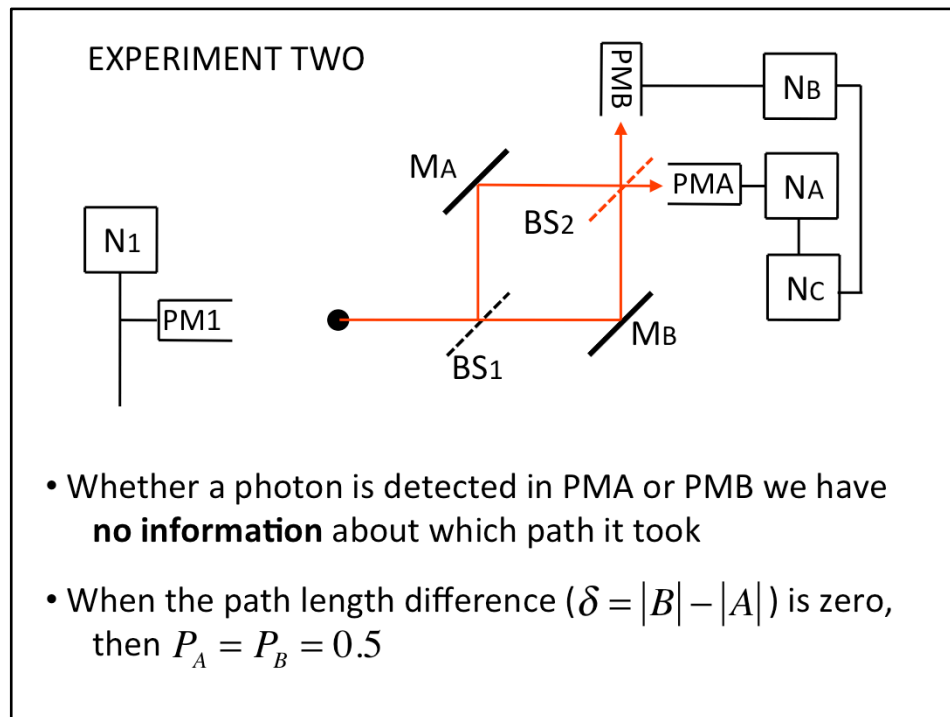 EXPERIMENT TWO
PMB
NB
MA
PMA
NA
BS2
N1
NC
PM1
MB
BS1
• Whether a photon is detected in PMA or PMB we have
no information about which path it took
• When the path length difference (δ = |B| − |A|) is zero,
then P_A = P_B = 0.5